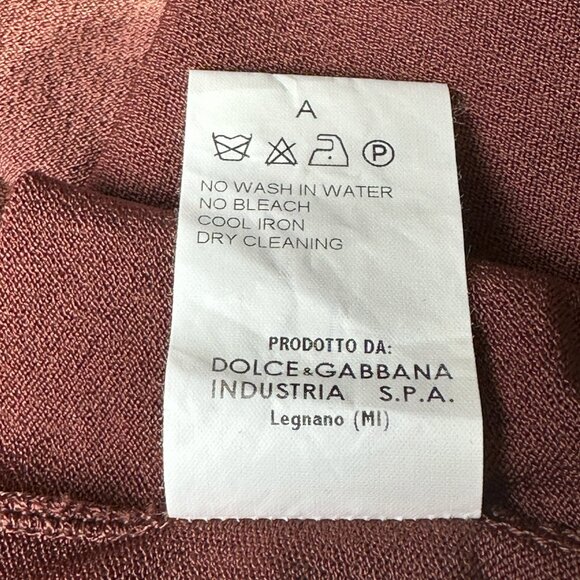 A
P
NO WASH IN WATER
NO BLEACH
COOL IRON
DRY CLEANING
PRODOTTO DA:
DOLCE&GABBANA
INDUSTRIA S.P.A.
Legnano (MI)